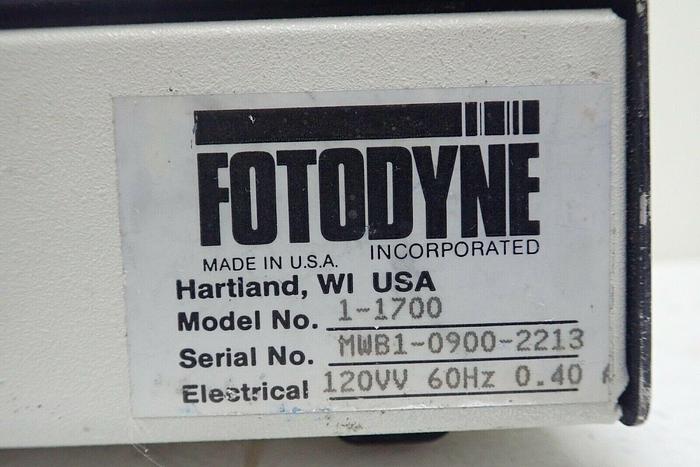 FOTODYNE
MADE IN U.S.A. INCORPORATED
Hartland, WI USA
Model No. 1-1700
Serial No. MWB1-0900-2213
Electrical 120VV 60Hz 0.40